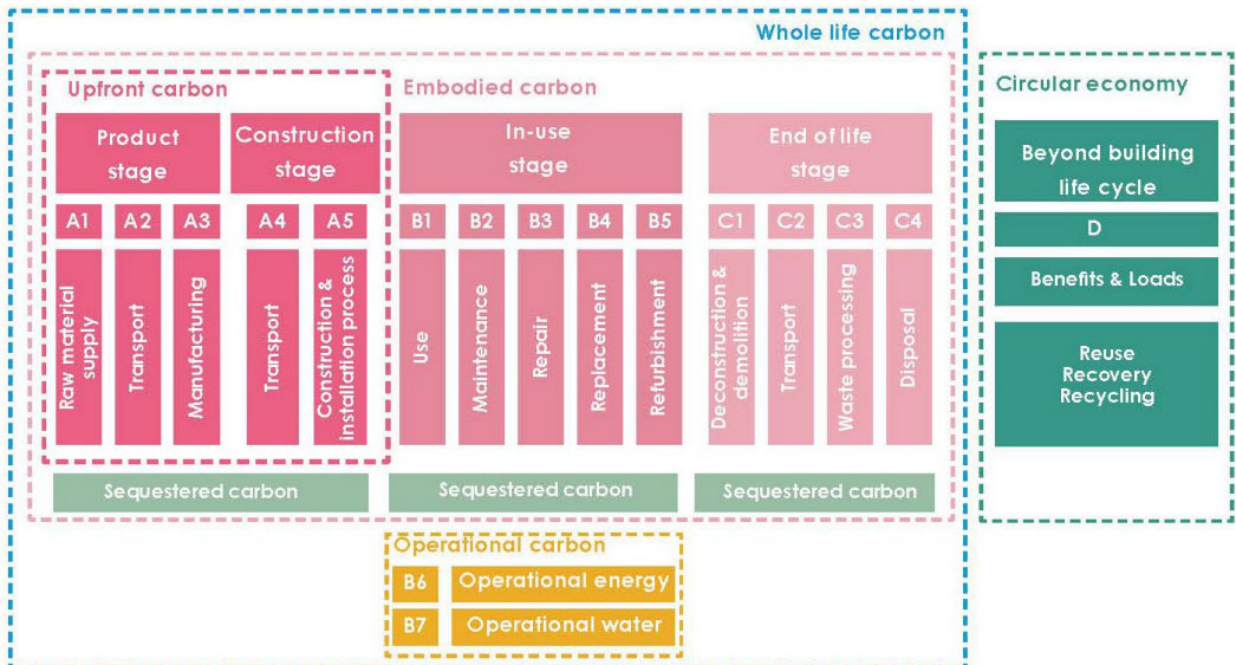 Whole life carbon
Upfront carbon
Embodied carbon
Circular economy
Product
stage
Construction
stage
In-use
stage
End of life
stage
Beyond building
life cycle
A1
A2
A3
A4
A5
B1
B2
B3
B4
B5
C1
C2
C3
C4
D
Raw material
supply
Transport
Manufacturing
Transport
Construction &
installation process
Use
Maintenance
Repair
Replacement
Refurbishment
Deconstruction &
demolition
Transport
Waste processing
Disposal
Benefits & Loads
Reuse
Recovery
Recycling
Sequestered carbon
Sequestered carbon
Sequestered carbon
Operational carbon
B6
Operational energy
B7
Operational water